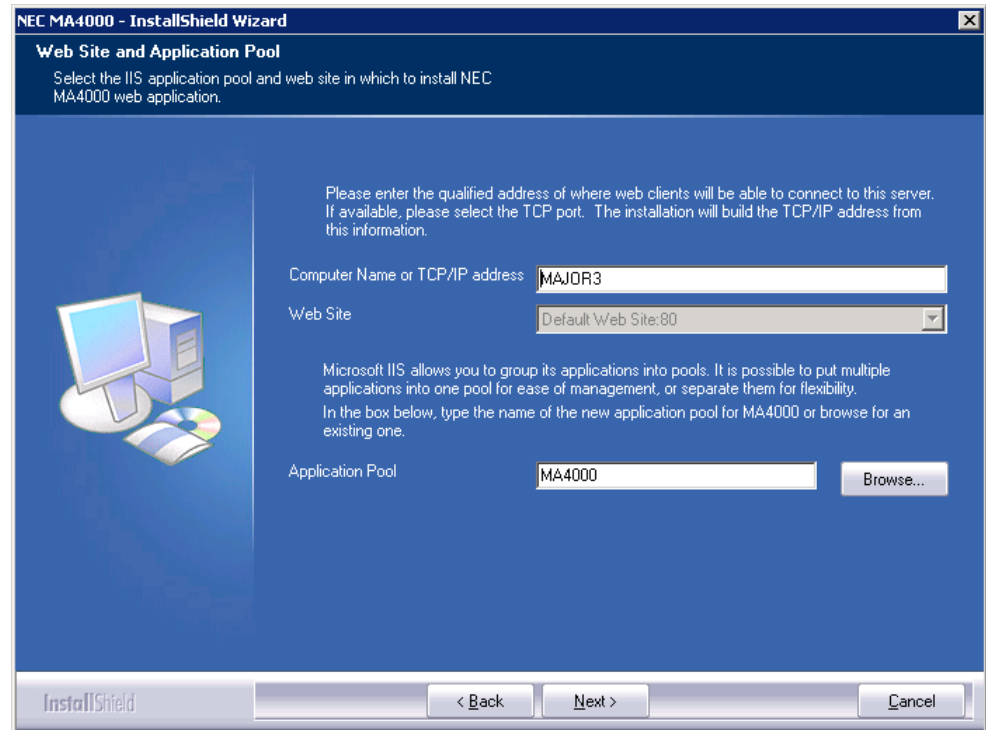 NEC MA4000 - InstallShield Wizard
Web Site and Application Pool
Select the IIS application pool and web site in which to install NEC
MA4000 web application.
Please enter the qualified address of where web clients will be able to connect to this server.
If available, please select the TCP port. The installation will build the TCP/IP address from
this information.
Computer Name or TCP/IP address MAJOR3
Web Site Default Web Site:80
Microsoft IIS allows you to group its applications into pools. It is possible to put multiple
applications into one pool for ease of management, or separate them for flexibility.
In the box below, type the name of the new application pool for MA4000 or browse for an
existing one.
Application Pool MA4000 Browse...
InstallShield < Back Next > Cancel